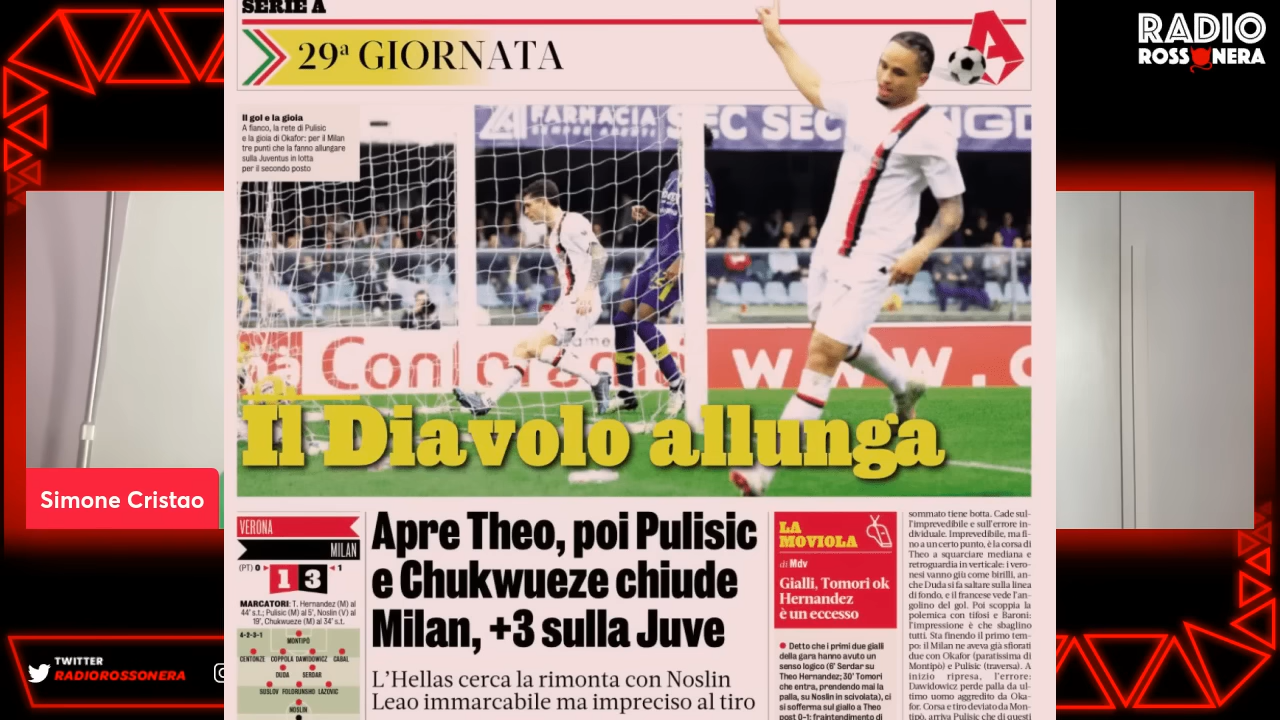 SERIE A
29ª GIORNATA
RADIO
ROSSONERA
Il gol e la gioia
A fianco, la rete di Pulisic
e la gioia di Okafor: per il Milan
tre punti che la fanno allungare
sulla Juventus in lotta
per il secondo posto
FARMACIA
SEC SEC
Il Diavolo allunga
Simone Cristao
VERONA
MILAN
(PT) 0 1
1 3
MARCATORI: T. Hernandez (M) al
44' s.t.; Pulisic (M) al 5', Noslin (V) al
19', Chukwueze (M) al 34' s.t.
4-2-3-1
MONTIPÒ
CENTONZE COPPOLA DAWIDOWICZ CABAL
DUDA SERDAR
SUSLOV FOLORUNSHO LAZOVIC
NOSLIN
Apre Theo, poi Pulisic
e Chukwueze chiude
Milan, +3 sulla Juve
L'Hellas cerca la rimonta con Noslin
Leao immarcabile ma impreciso al tiro
LA
MOVIOLA
di Mdv
Gialli, Tomori ok
Hernandez
è un eccesso
Detto che i primi due gialli
della gara hanno avuto un
senso logico (6' Serdar su
Theo Hernandez; 30' Tomori
che entra, prendendo mai la
palla, su Noslin in scivolata), ci
si sofferma sul giallo a Theo
post 0-1: fraintendimento di
sommato tiene botta. Cade sul-
l'imprevedibile e sull'errore in-
dividuale. Imprevedibile, ma fi-
no a un certo punto, è la corsa di
Theo a squarciare mediana e
retroguardia in verticale: i vero-
nesi vanno giù come birilli, an-
che Duda si fa saltare sulla linea
di fondo, e il francese vede l'an-
golino del gol. Poi scoppia la
polemica con tifosi e Baroni:
l'impressione è che sbaglino
tutti. Sta finendo il primo tem-
po: il Milan ne aveva già sfiorati
due con Okafor (paratissima di
Montipò) e Pulisic (traversa). A
inizio ripresa, l'errore:
Dawidowicz perde palla da ul-
timo uomo aggredito da Oka-
for. Corsa e tiro deviato da Mon-
tipò, arriva Pulisic che di questi
TWITTER
RADIOROSSONERA